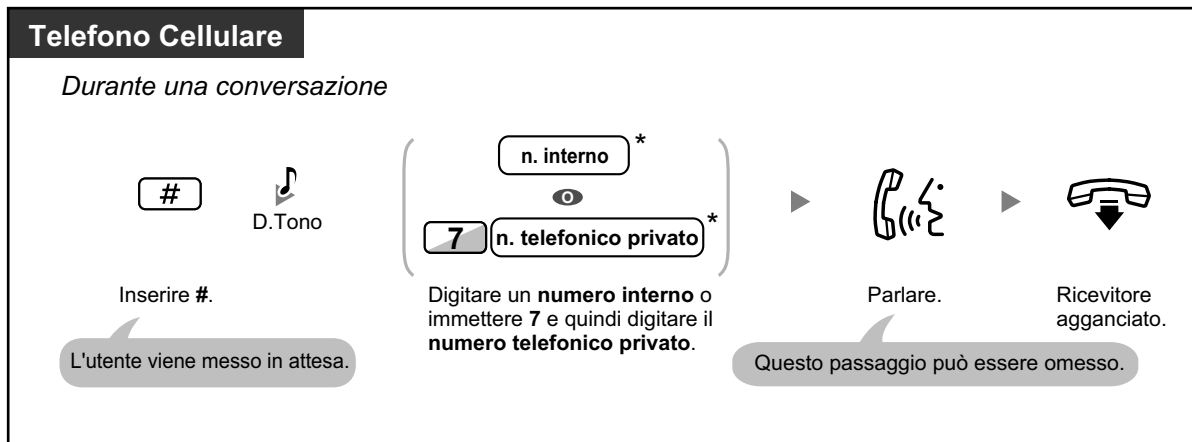 Telefono Cellulare
Durante una conversazione
#
D.Tono
n. interno*
o
7 n. telefonico privato*
Inserire #.
L'utente viene messo in attesa.
Digitare un numero interno o
immettere 7 e quindi digitare il
numero telefonico privato.
Parlare.
Questo passaggio può essere omesso.
Ricevitore
agganciato.